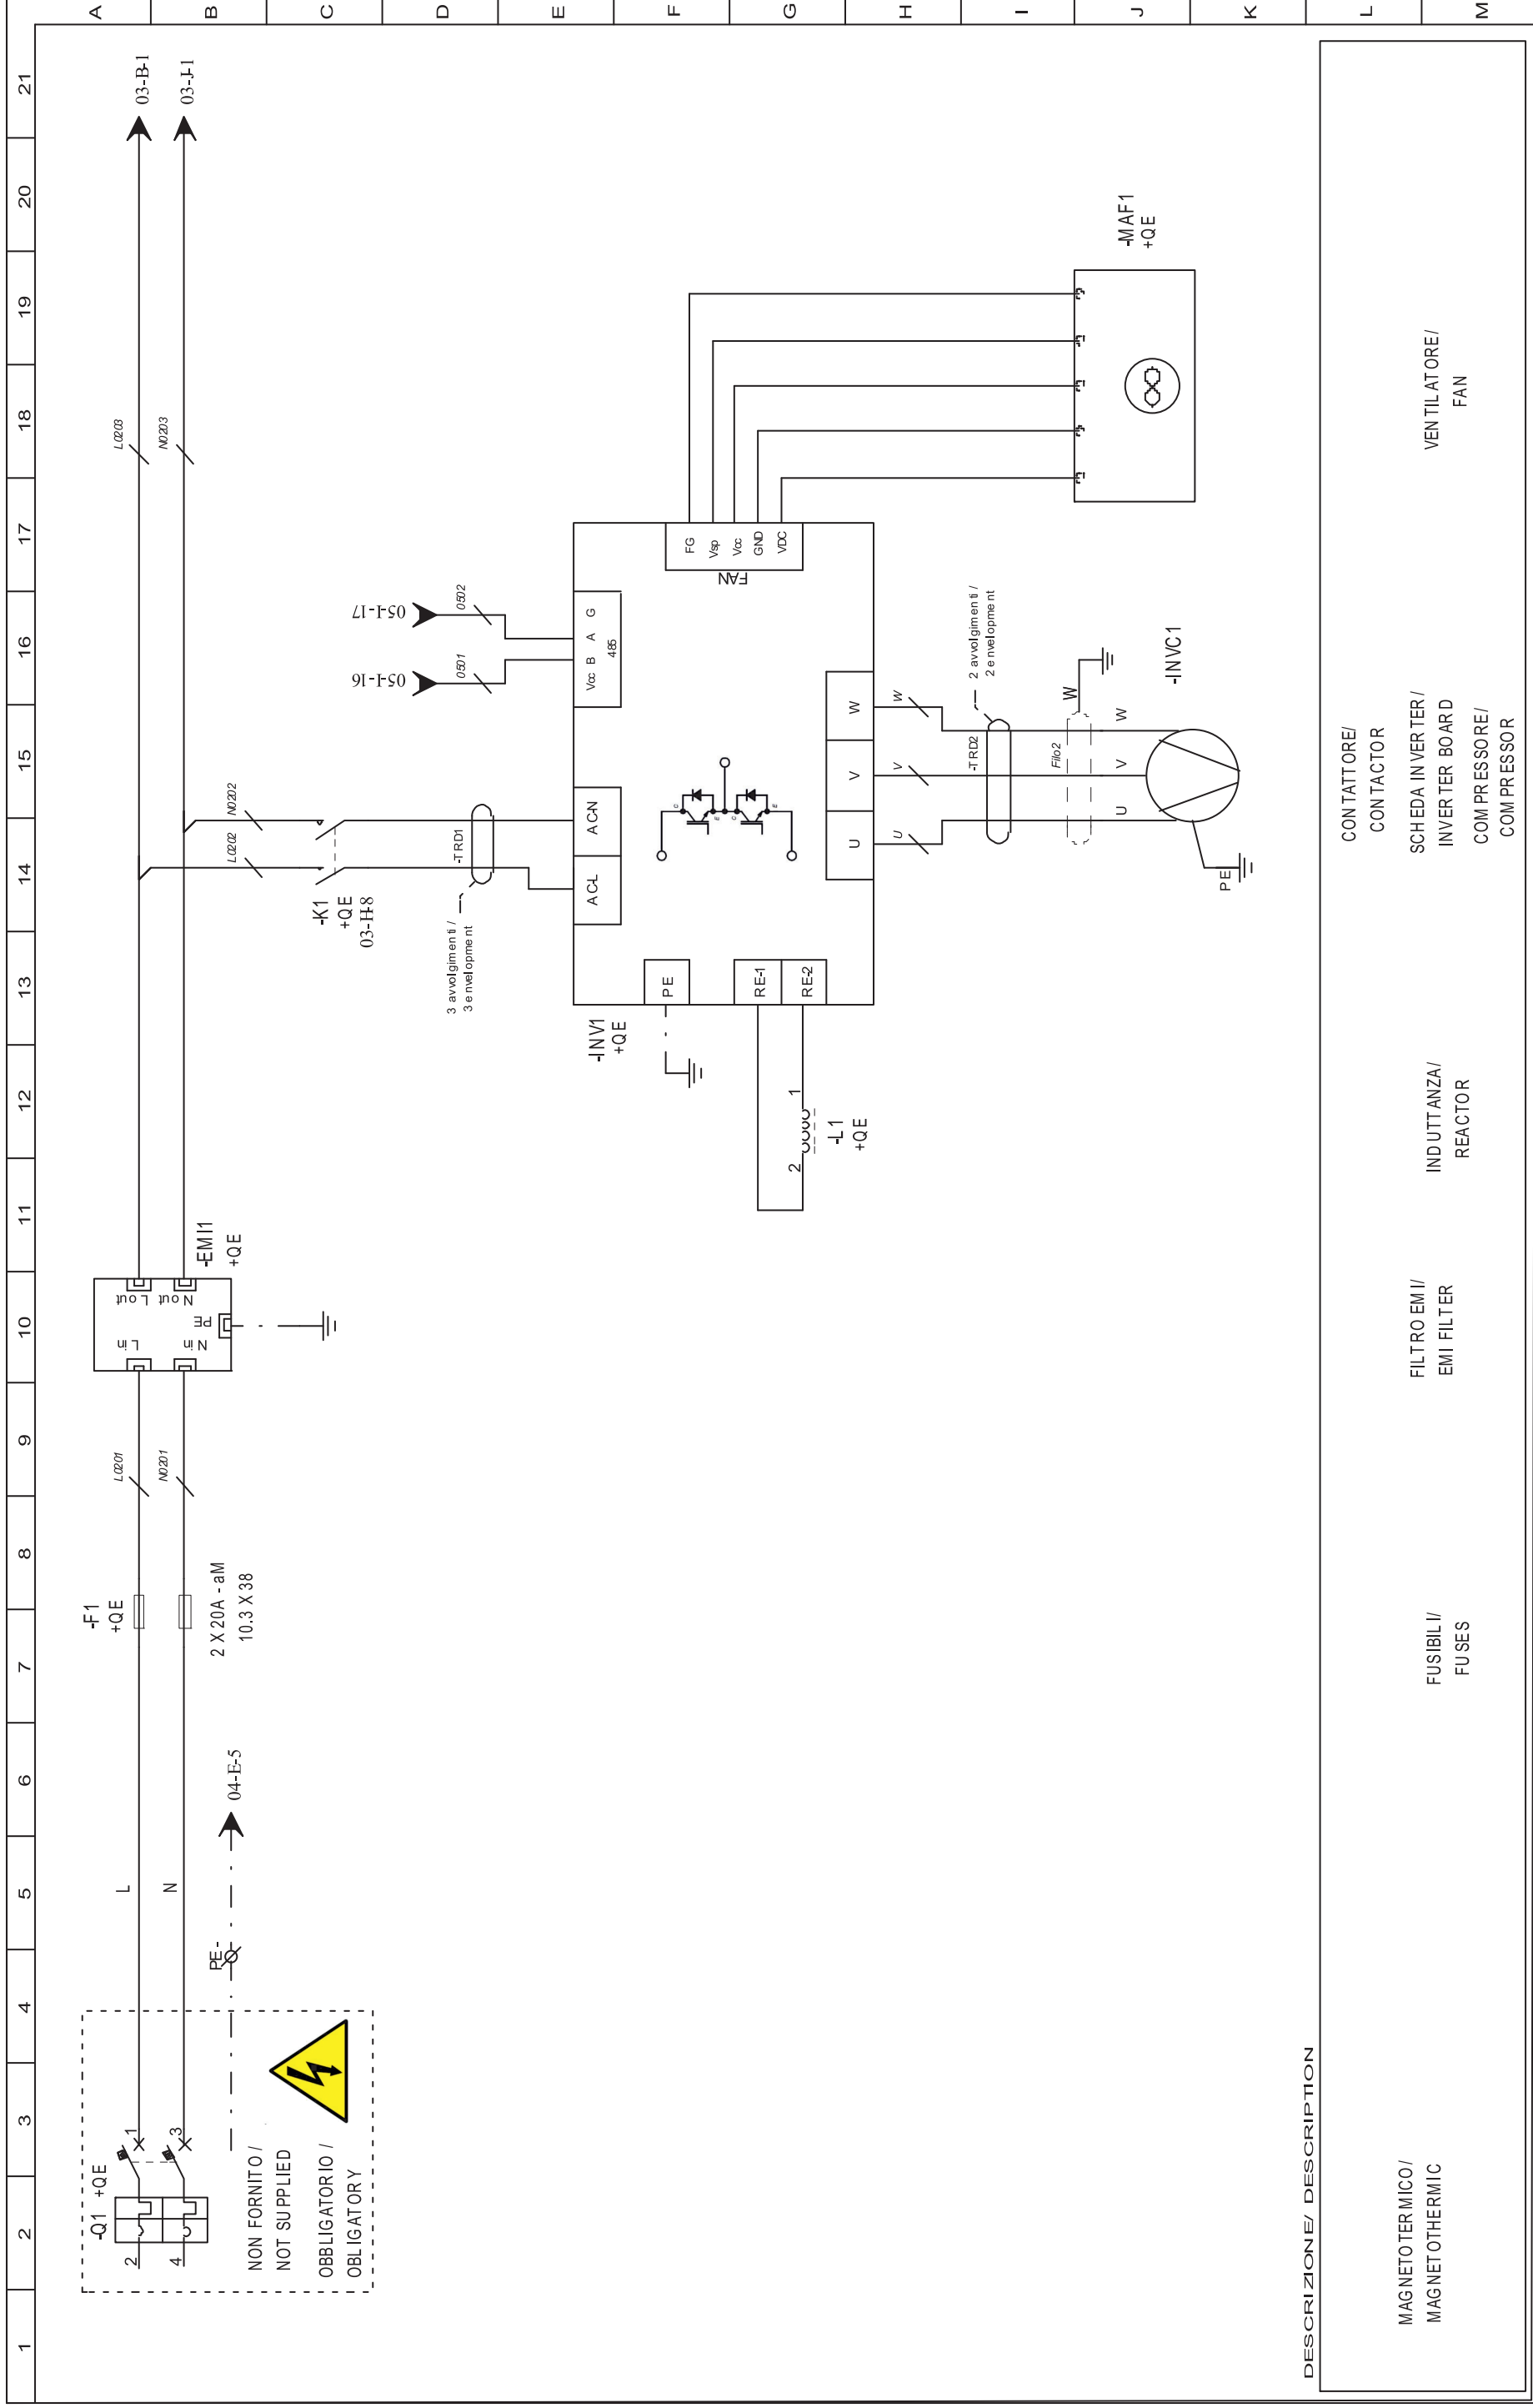 1 2 3 4 5 6 7 8 9 10 11 12 13 14 15 16 17 18 19 20 21
A
B
C
D
E
F
G
H
I
J
K
L
M
-Q1 +QE
2 1
4 3
NON FORNITO /
NOT SUPPLIED
OBBLIGATORIO /
OBLIGATORY
L
N
PE -
04-E-5
-F1
+QE
2 X 20A - aM
10.3 X 38
L0201
N0201
L in
N in
L out
N out
PE
-EMI1
+QE
L0203
N0203
03-B-1
03-J-1
L0202
N0202
-K1
+QE
03-H-8
-TRD1
3 avvolgimenti /
3 envelopment
05-I-16
05-I-17
0501
0502
-INV1
+QE
AC-L
AC-N
Vcc B A G
485
PE
RE-1
RE-2
FAN
FG
Vsp
Vcc
GND
VDC
C
E
C
E
U
V
W
2 1
-L1
+QE
U
V
W
-TRD2
2 avvolgimenti /
2 envelopment
Filo2
W
U
V
W
PE
-INVC1
-MAF1
+QE
DESCRIZIONE/ DESCRIPTION
MAGNETOTERMICO/
MAGNETOTHERMIC
FUSIBILI/
FUSES
FILTRO EMI/
EMI FILTER
INDUTTANZA/
REACTOR
CONTATTORE/
CONTACTOR
SCHEDA INVERTER/
INVERTER BOARD
COMPRESSORE/
COMPRESSOR
VENTILATORE/
FAN